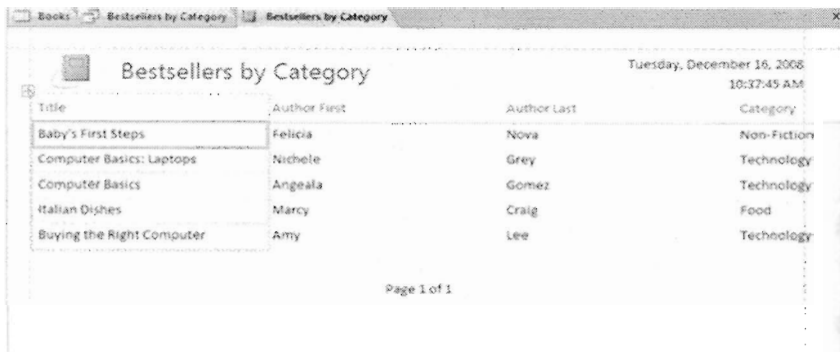 Books Bestsellers by Category Bestsellers by Category x
Bestsellers by Category
Tuesday, December 16, 2008
10:37:45 AM
Title Author First Author Last Category
Baby's First Steps Felicia Nova Non-Fiction
Computer Basics: Laptops Nichele Grey Technology
Computer Basics Angeala Gomez Technology
Italian Dishes Marcy Craig Food
Buying the Right Computer Amy Lee Technology
Page 1 of 1